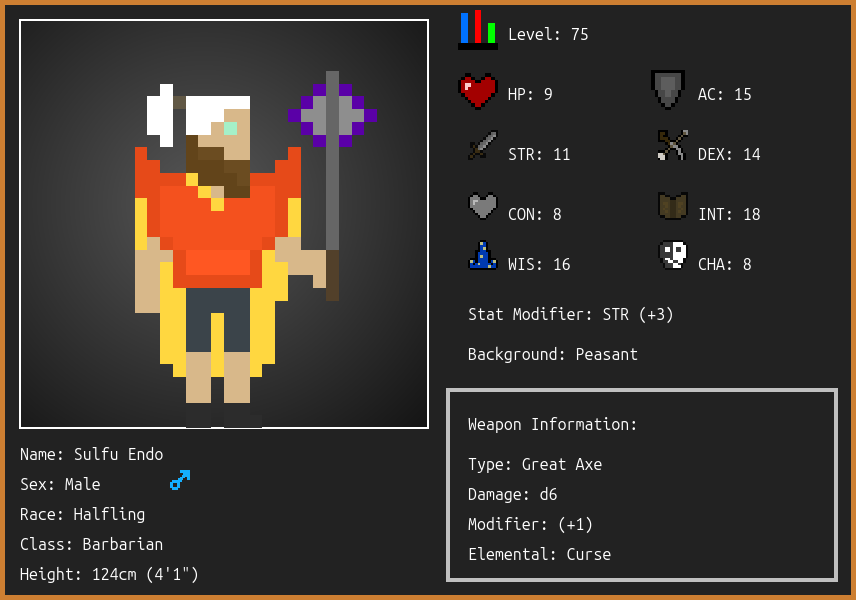 Level: 75
HP: 9
AC: 15
STR: 11
DEX: 14
CON: 8
INT: 18
WIS: 16
CHA: 8
Stat Modifier: STR (+3)
Background: Peasant
Weapon Information:
Type: Great Axe
Damage: d6
Modifier: (+1)
Elemental: Curse
Name: Sulfu Endo
Sex: Male
Race: Halfling
Class: Barbarian
Height: 124cm (4'1")